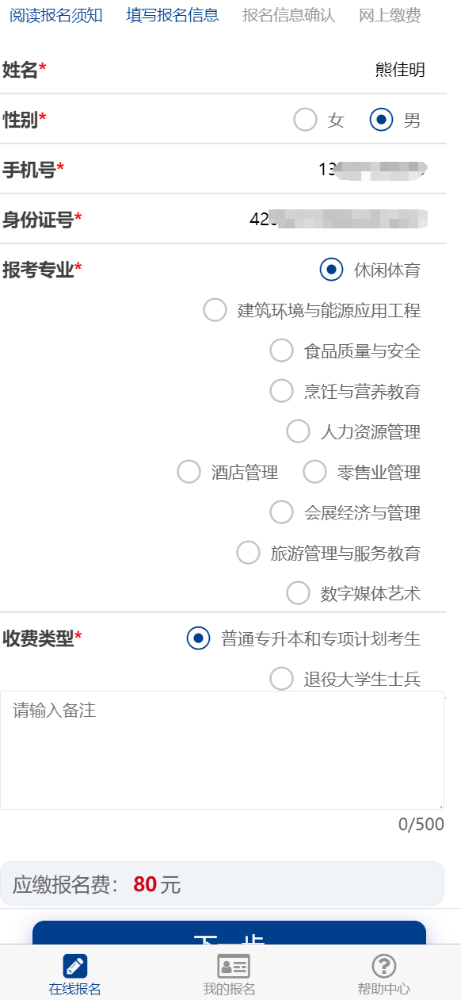 阅读报名须知 填写报名信息 报名信息确认 网上缴费
姓名* 熊佳明
性别* 女 男
手机号* 13
身份证号* 420
报考专业* 休闲体育
建筑环境与能源应用工程
食品质量与安全
烹饪与营养教育
人力资源管理
酒店管理 零售业管理
会展经济与管理
旅游管理与服务教育
数字媒体艺术
收费类型* 普通专升本和专项计划考生
退役大学生士兵
请输入备注
0/500
应缴报名费： 80 元
下一步
在线报名 我的报名 帮助中心